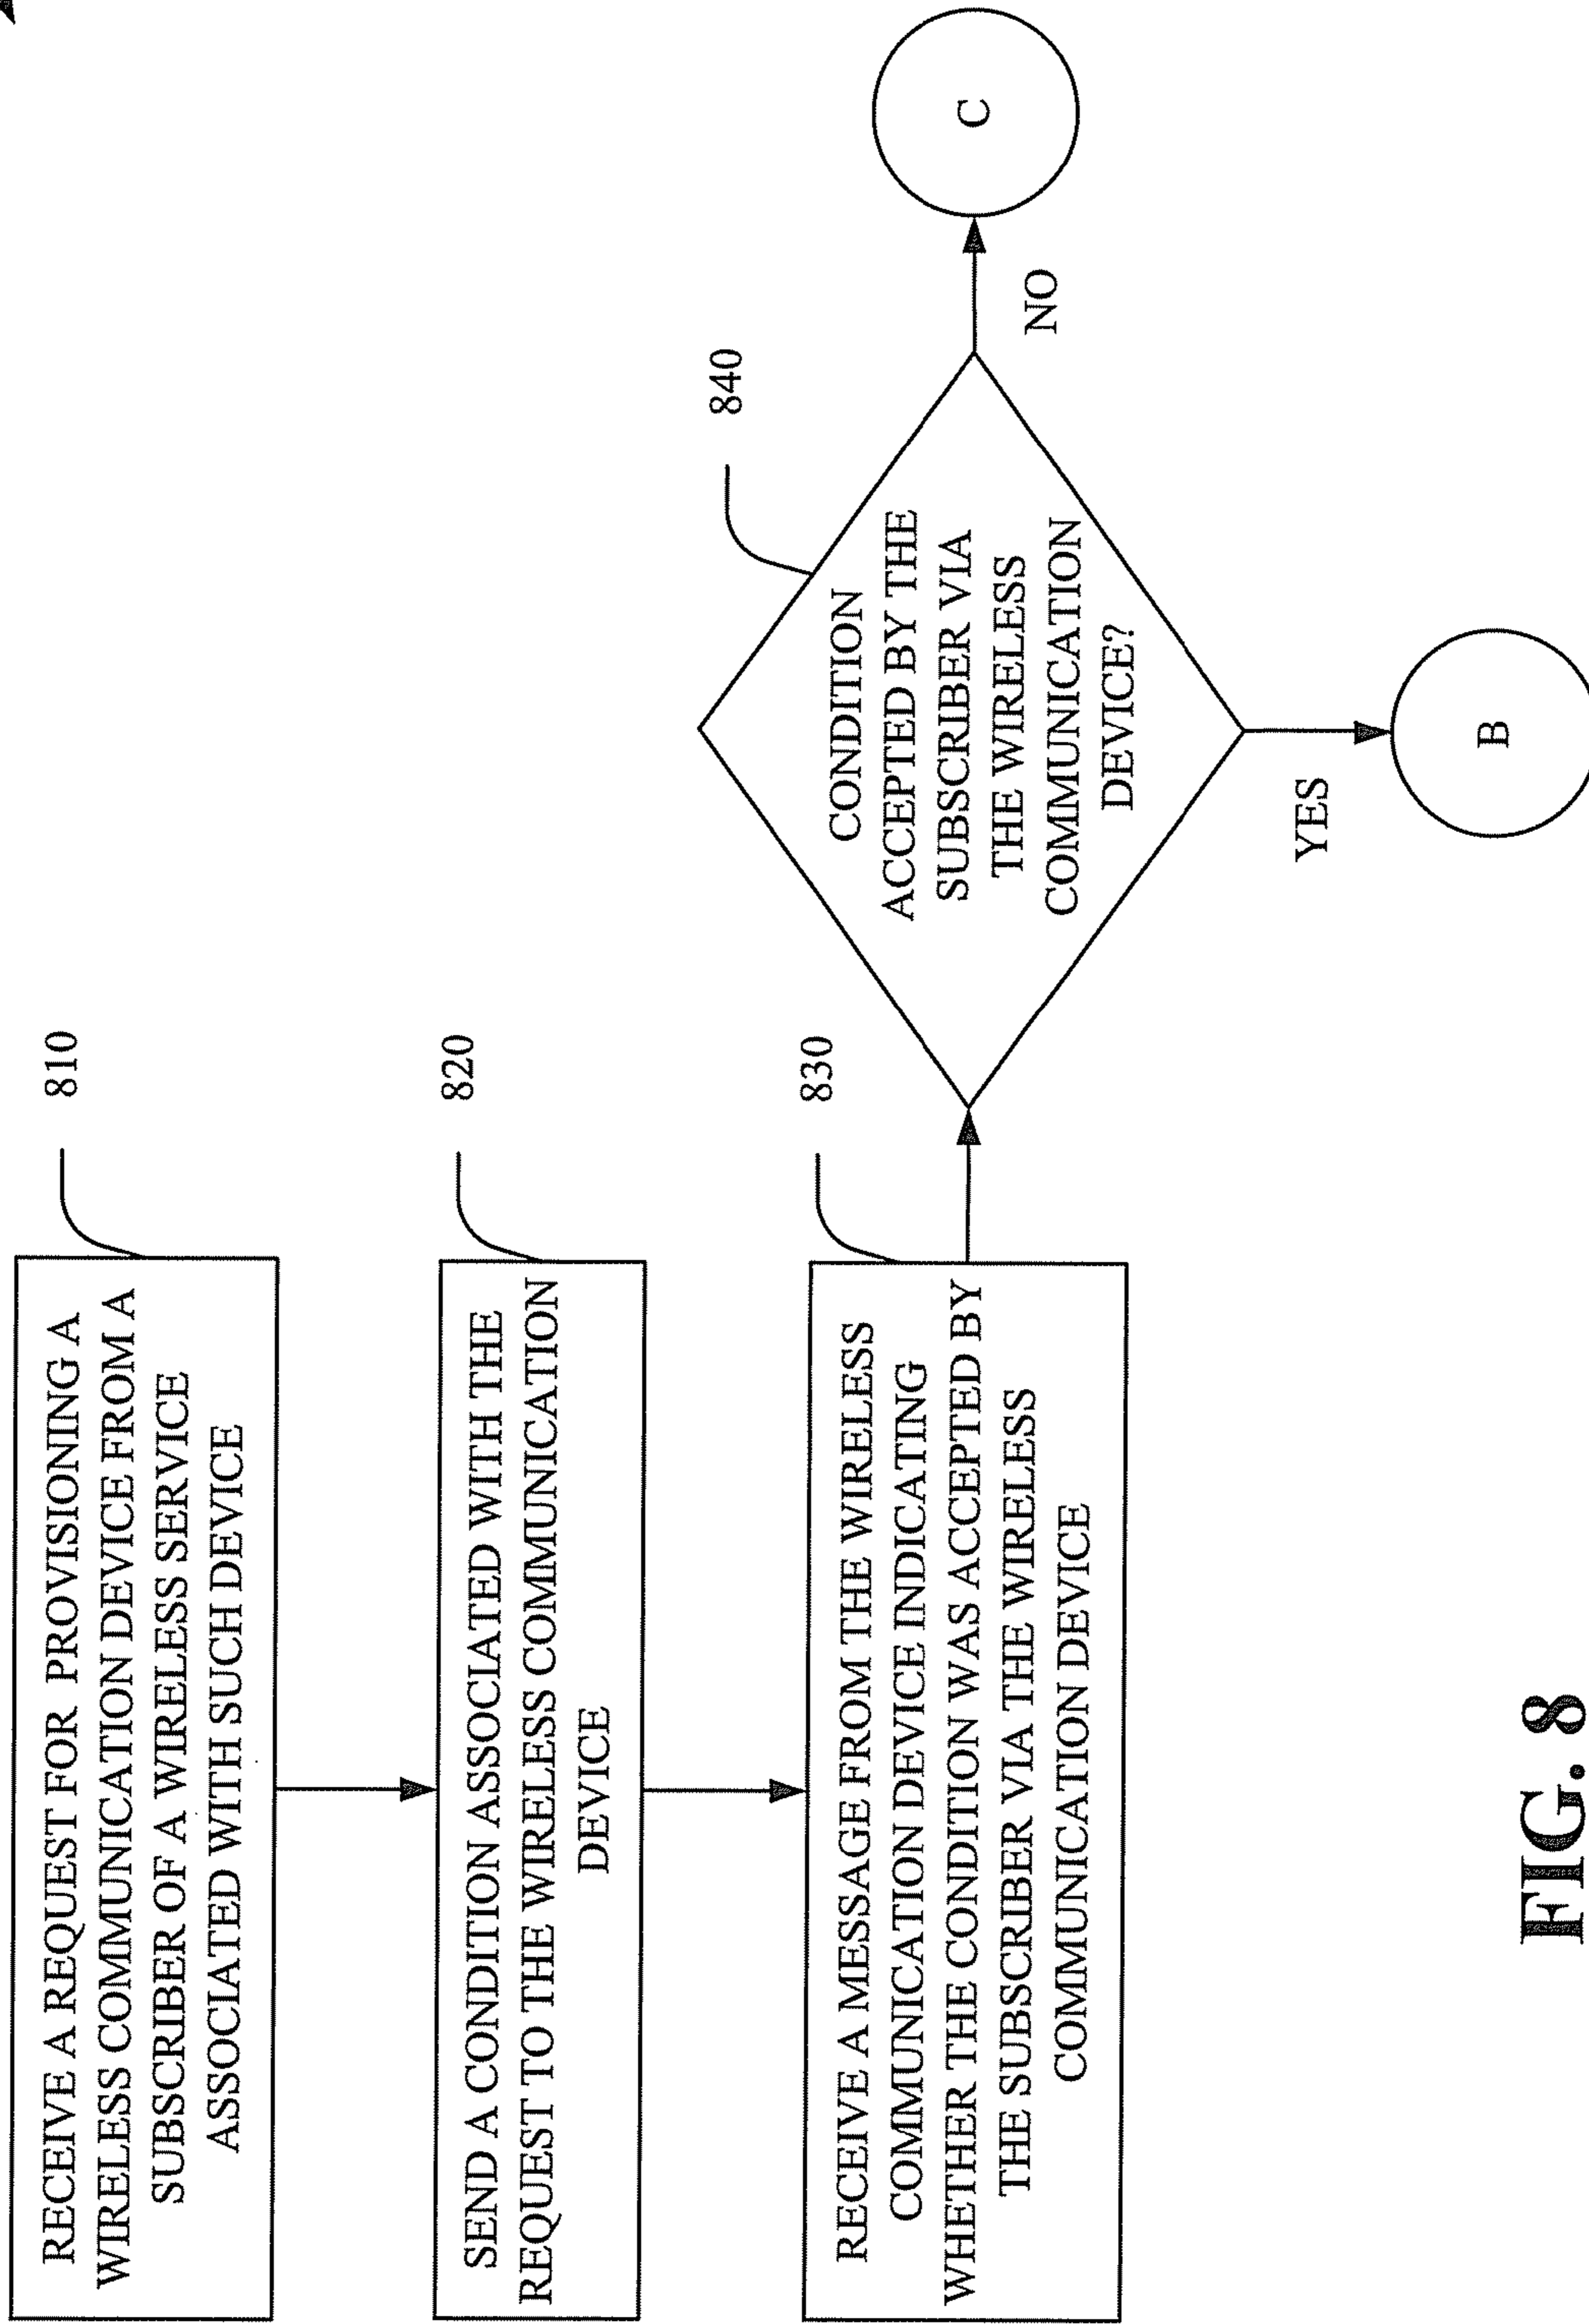 RECEIVE A REQUEST FOR PROVISIONING A
WIRELESS COMMUNICATION DEVICE FROM A
SUBSCRIBER OF A WIRELESS SERVICE
ASSOCIATED WITH SUCH DEVICE
810
SEND A CONDITION ASSOCIATED WITH THE
REQUEST TO THE WIRELESS COMMUNICATION
DEVICE
820
RECEIVE A MESSAGE FROM THE WIRELESS
COMMUNICATION DEVICE INDICATING
WHETHER THE CONDITION WAS ACCEPTED BY
THE SUBSCRIBER VIA THE WIRELESS
COMMUNICATION DEVICE
830
CONDITION
ACCEPTED BY THE
SUBSCRIBER VIA
THE WIRELESS
COMMUNICATION
DEVICE?
840
NO
C
YES
B
FIG. 8